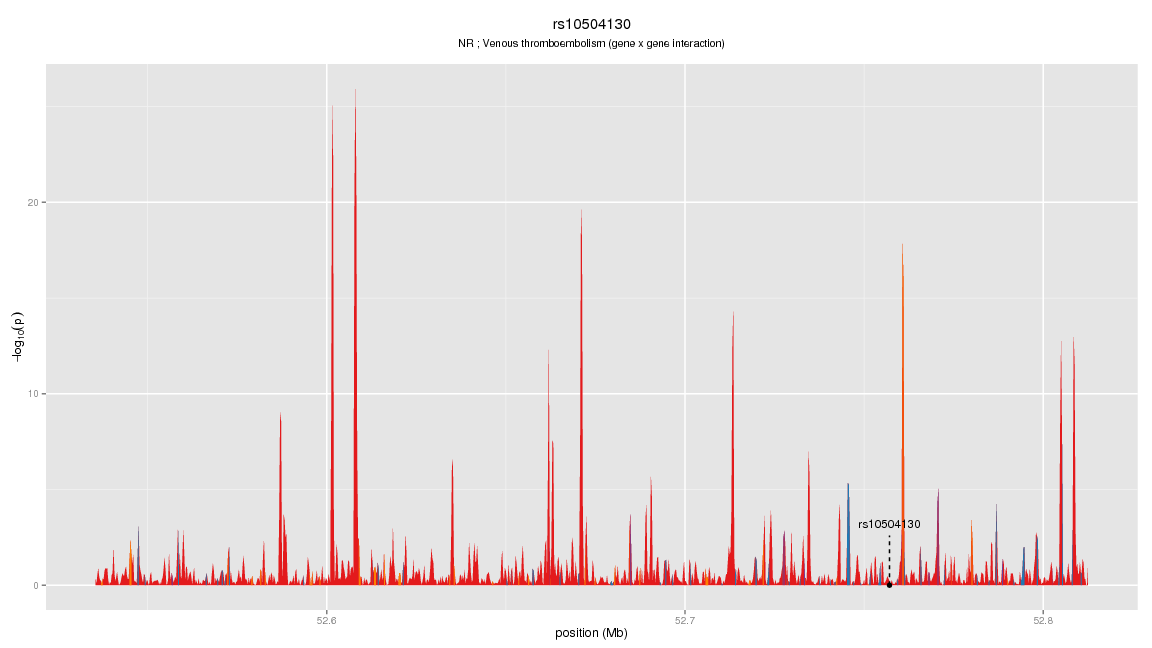 rs10504130
NR ; Venous thromboembolism (gene x gene interaction)
−log10(p)
20
10
0
rs10504130
52.6
52.7
52.8
position (Mb)